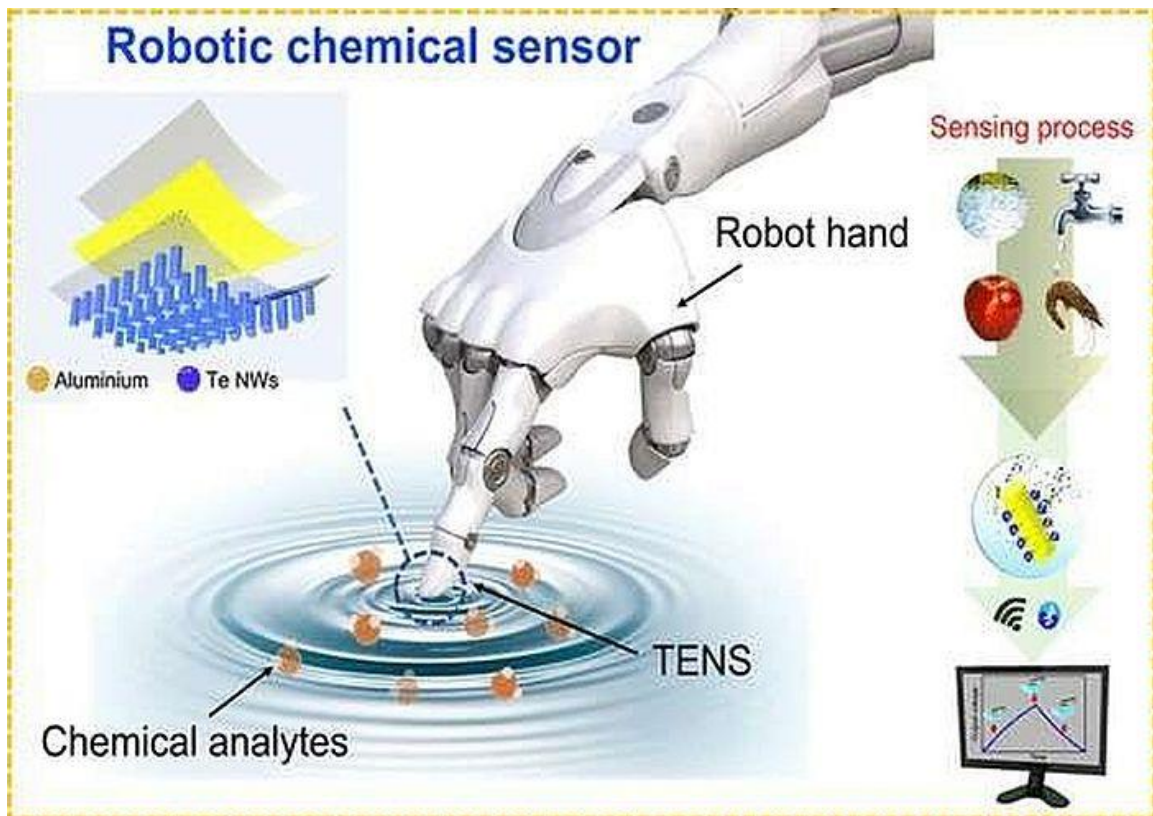 Robotic chemical sensor
Sensing process
Robot hand
Aluminium
Te NWs
TENS
Chemical analytes